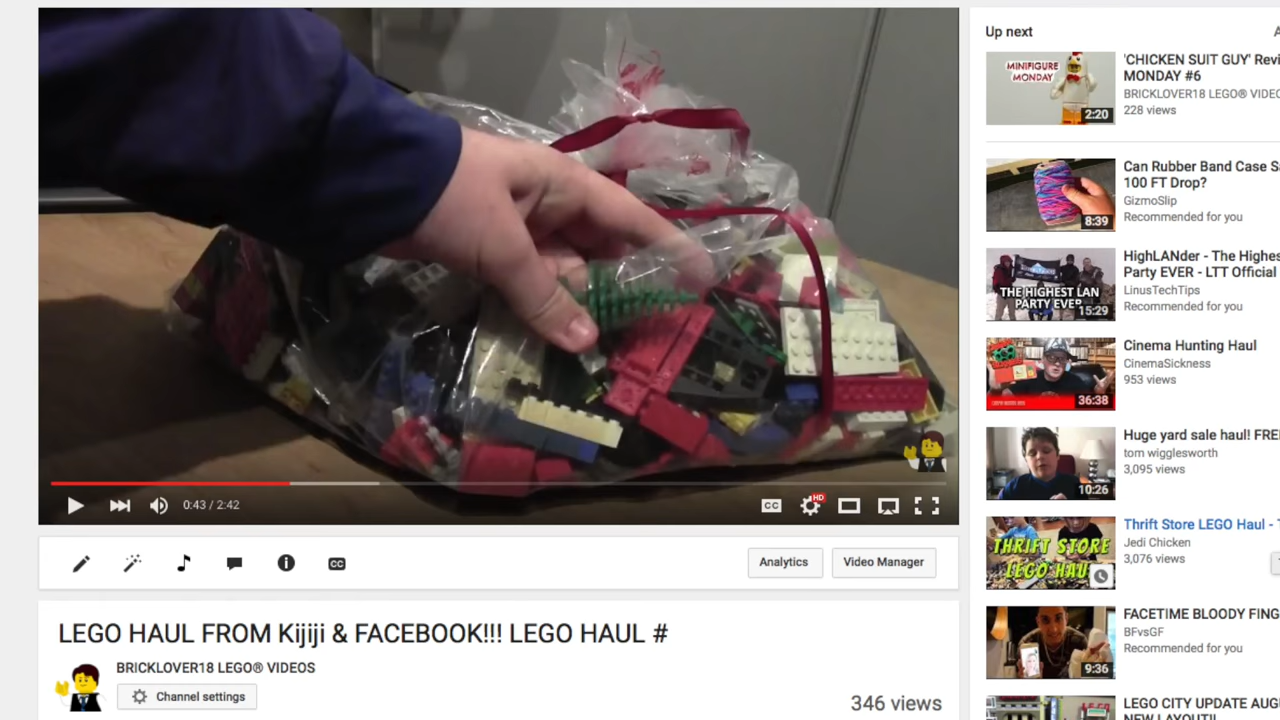 0:43 / 2:42
CC
HD
CC
Analytics
Video Manager
LEGO HAUL FROM Kijiji & FACEBOOK!!! LEGO HAUL #
BRICKLOVER18 LEGO® VIDEOS
Channel settings
346 views
Up next
MINIFIGURE
MONDAY
2:20
'CHICKEN SUIT GUY' Revi
MONDAY #6
BRICKLOVER18 LEGO® VIDEO
228 views
8:39
Can Rubber Band Case S
100 FT Drop?
GizmoSlip
Recommended for you
THE HIGHEST LAN
PARTY EVER
15:29
HighLANder - The Highes
Party EVER - LTT Official
LinusTechTips
Recommended for you
36:38
Cinema Hunting Haul
CinemaSickness
953 views
10:26
Huge yard sale haul! FREE
tom wigglesworth
3,095 views
THRIFT STORE
LEGO HAUL
Thrift Store LEGO Haul -
Jedi Chicken
3,076 views
9:36
FACETIME BLOODY FING
BFvsGF
Recommended for you
LEGO CITY UPDATE AUG
NEW LAYOUT!!